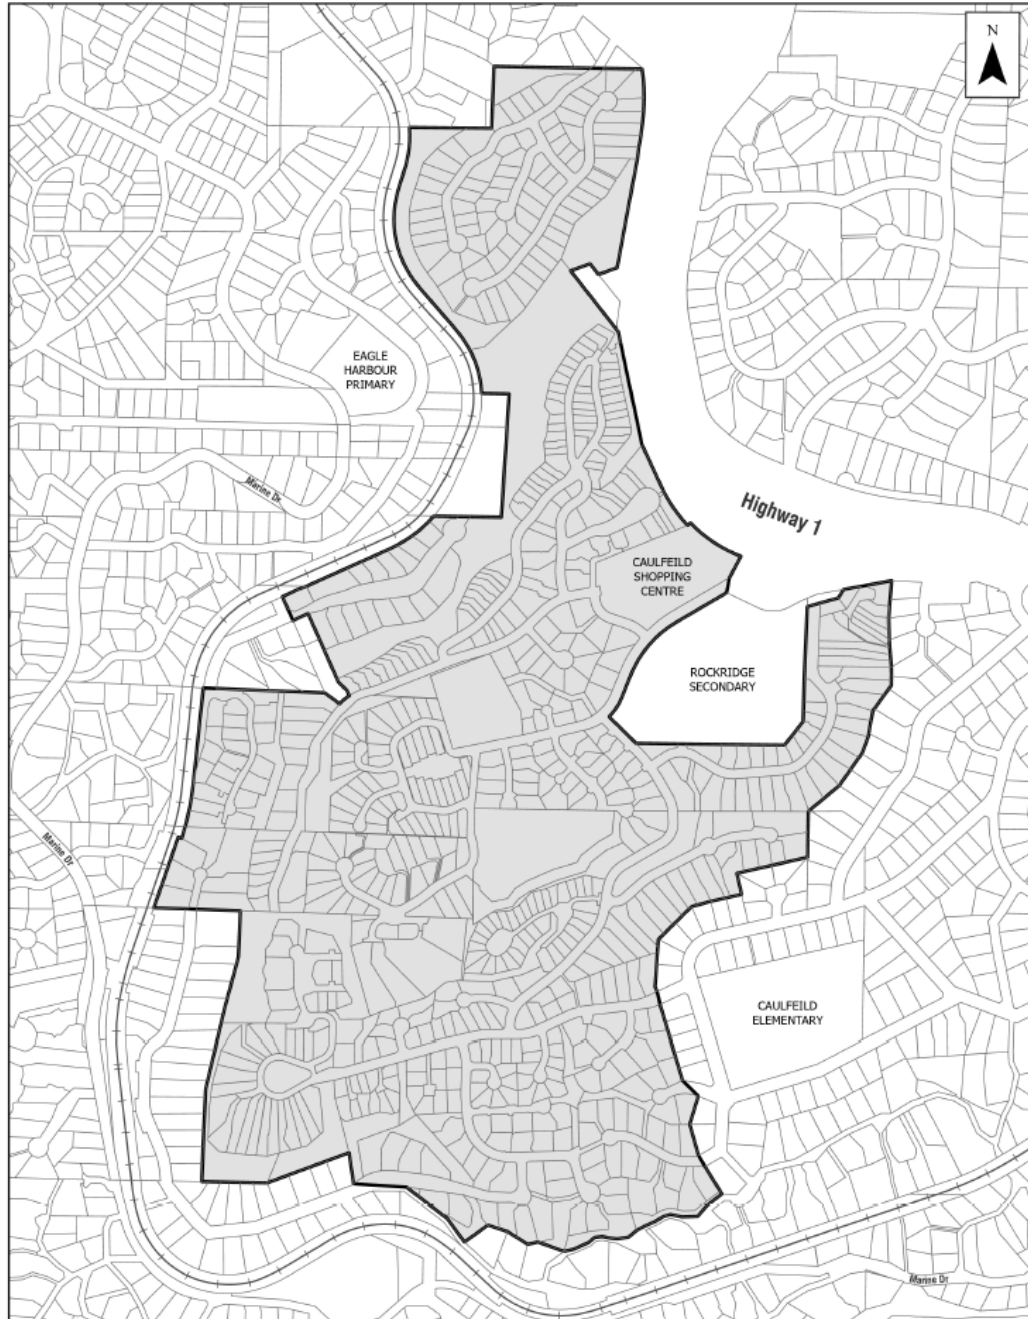 N
EAGLE
HARBOUR
PRIMARY
Marine Dr
Highway 1
CAULFEILD
SHOPPING
CENTRE
ROCKRIDGE
SECONDARY
Marine Dr
CAULFEILD
ELEMENTARY
Marine Dr